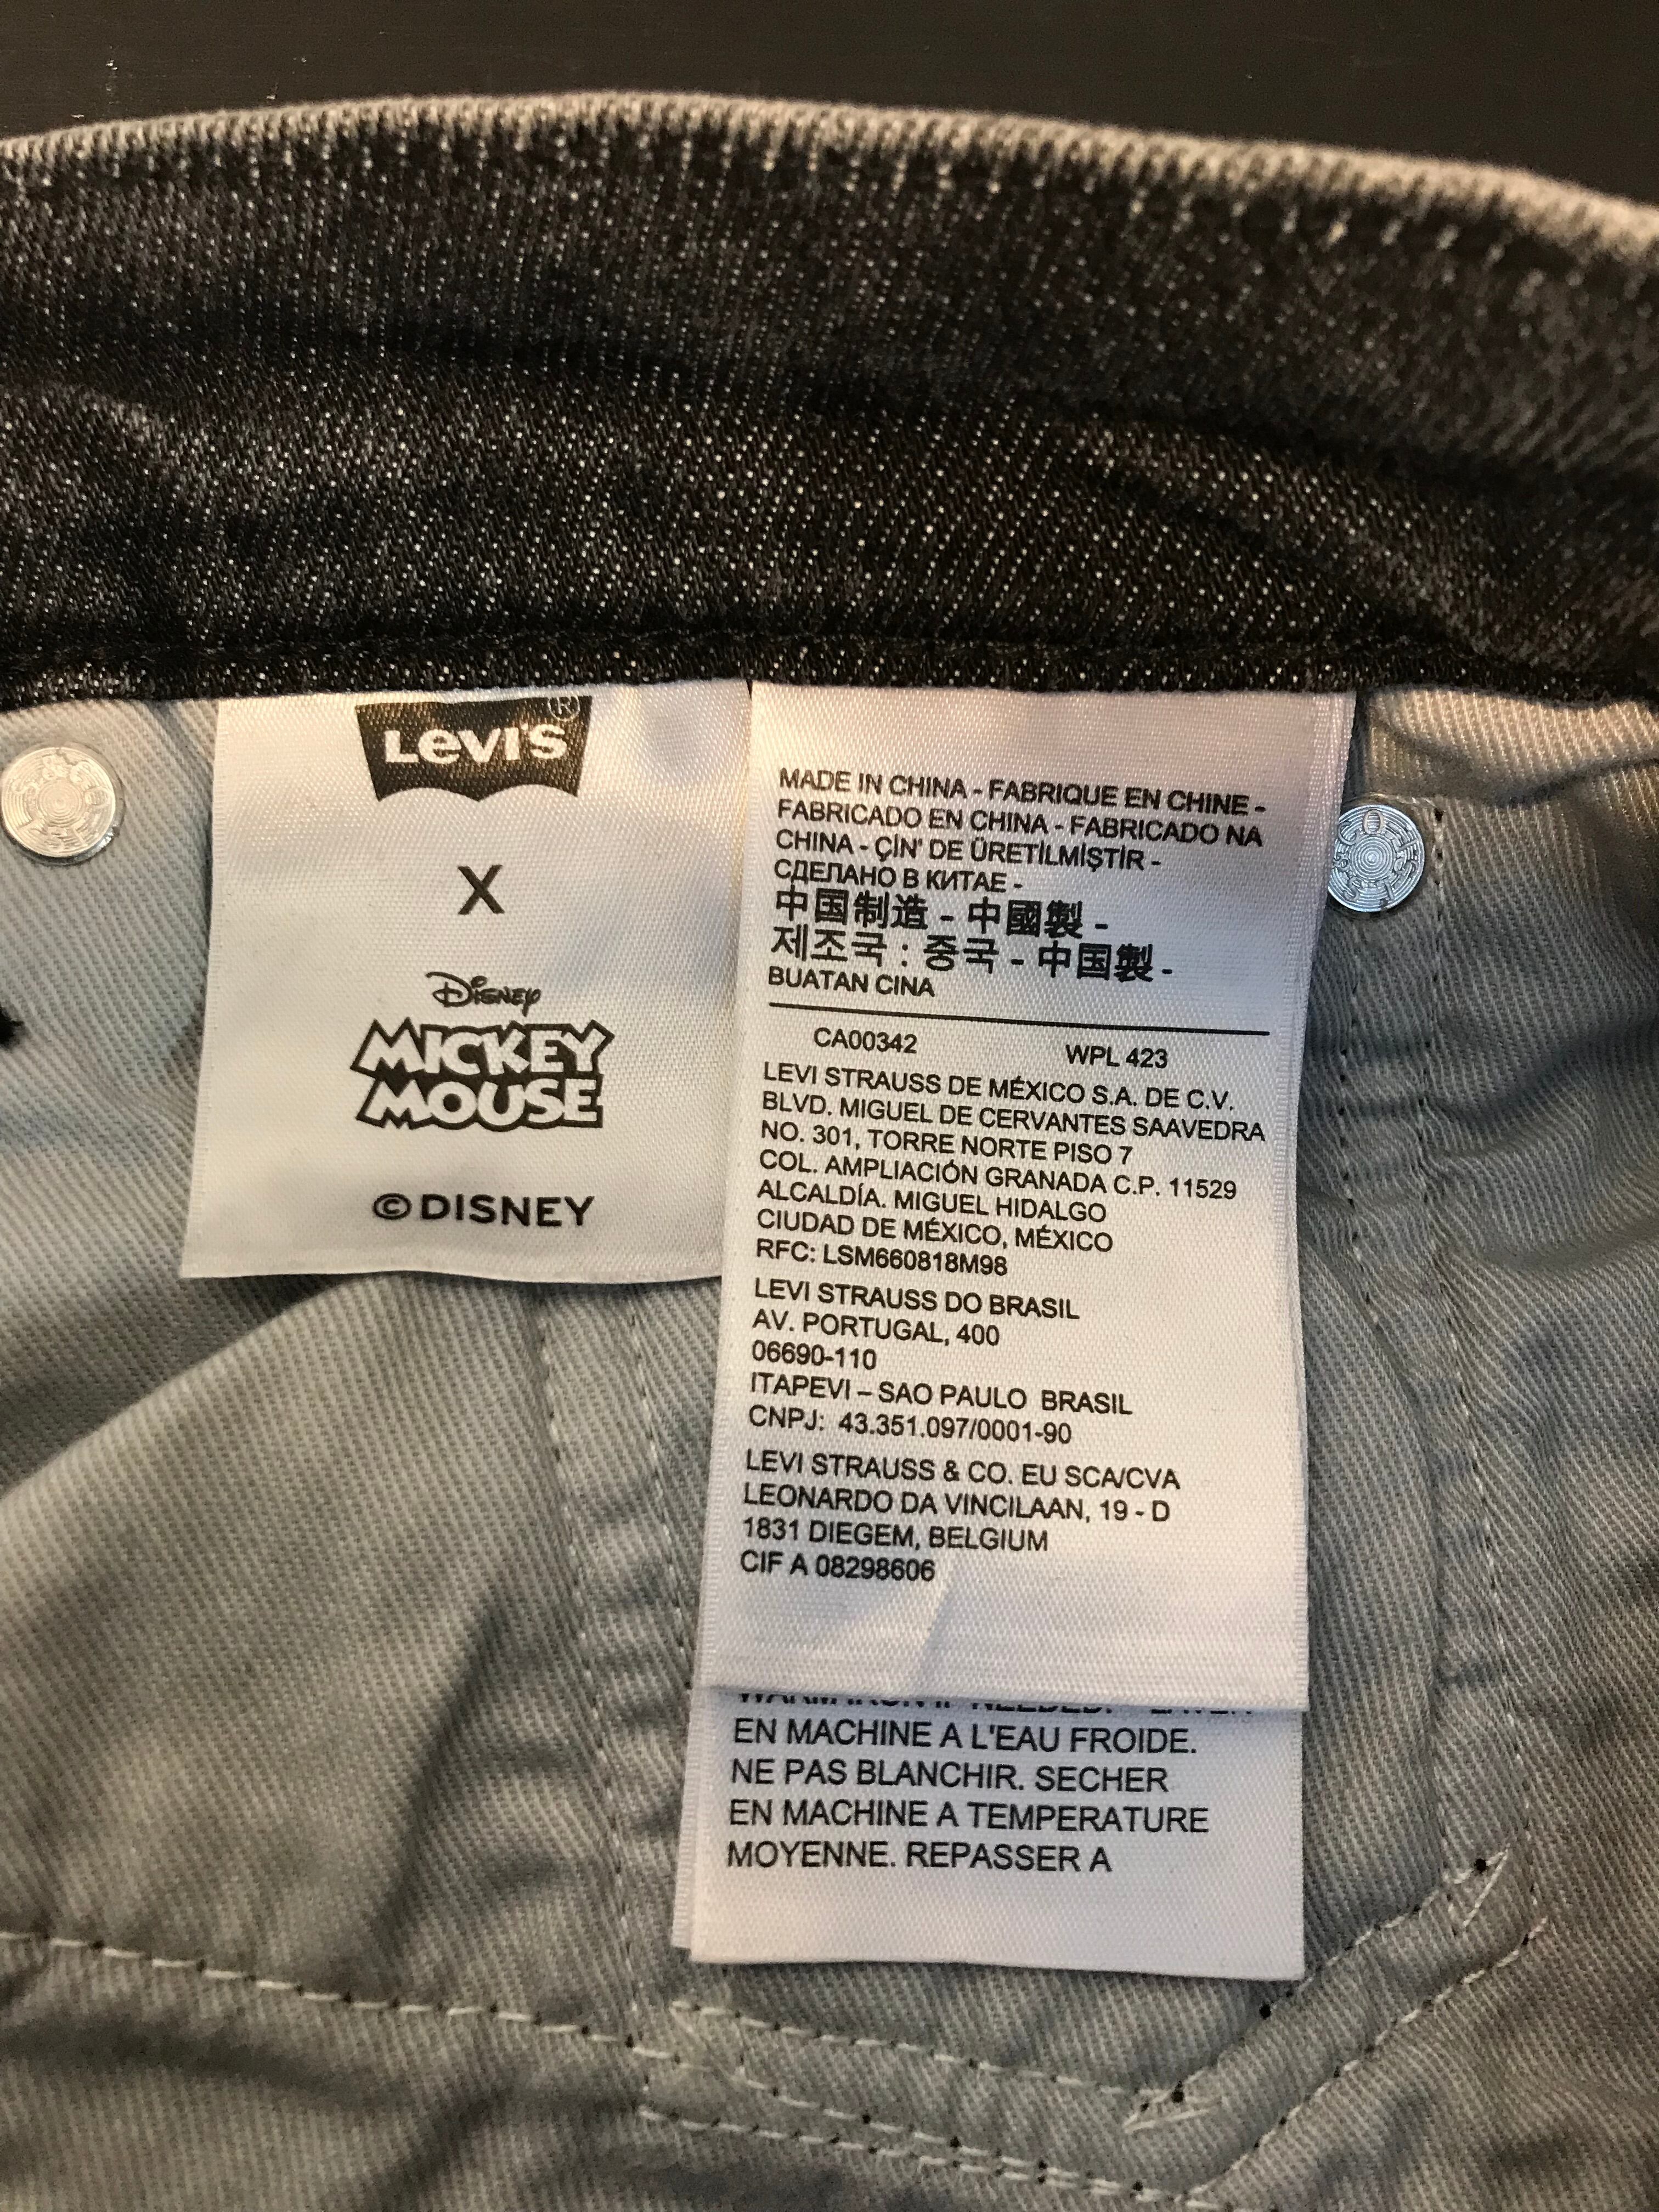 LEVI'S®
X
DISNEY
MICKEY
MOUSE
©DISNEY
MADE IN CHINA - FABRIQUE EN CHINE -
FABRICADO EN CHINA - FABRICADO NA
CHINA - ÇİN' DE ÜRETİLMİŞTİR -
СДЕЛАНО В КИТАЕ -
中国制造 - 中國製 -
제조국 : 중국 - 中国製 -
BUATAN CINA
CA00342 WPL 423
LEVI STRAUSS DE MÉXICO S.A. DE C.V.
BLVD. MIGUEL DE CERVANTES SAAVEDRA
NO. 301, TORRE NORTE PISO 7
COL. AMPLIACIÓN GRANADA C.P. 11529
ALCALDÍA. MIGUEL HIDALGO
CIUDAD DE MÉXICO, MÉXICO
RFC: LSM660818M98
LEVI STRAUSS DO BRASIL
AV. PORTUGAL, 400
06690-110
ITAPEVI – SAO PAULO BRASIL
CNPJ: 43.351.097/0001-90
LEVI STRAUSS & CO. EU SCA/CVA
LEONARDO DA VINCILAAN, 19 - D
1831 DIEGEM, BELGIUM
CIF A 08298606
EN MACHINE A L'EAU FROIDE.
NE PAS BLANCHIR. SECHER
EN MACHINE A TEMPERATURE
MOYENNE. REPASSER A